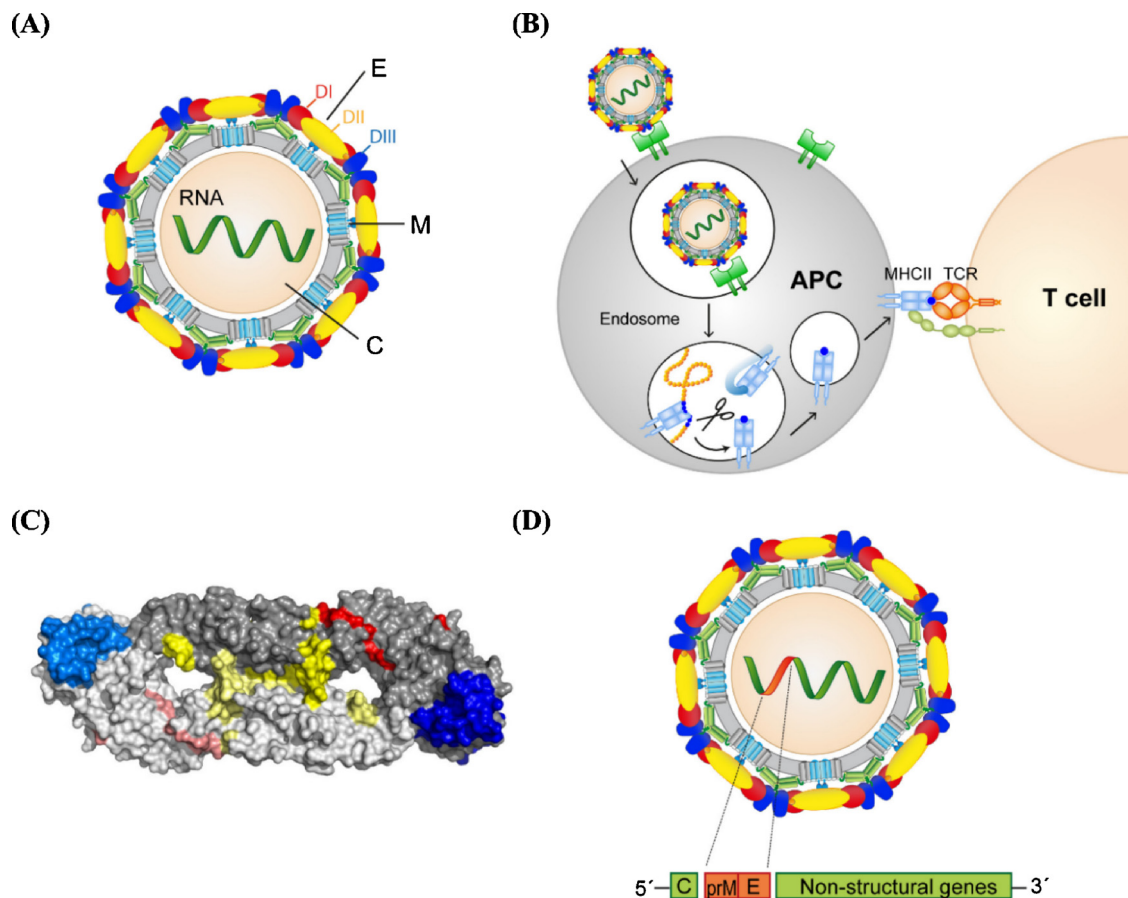 (A)
E
DI
DII
DIII
RNA
M
C
(B)
APC
MHCII TCR
T cell
Endosome
(C)
(D)
5´ C prM E Non-structural genes 3´